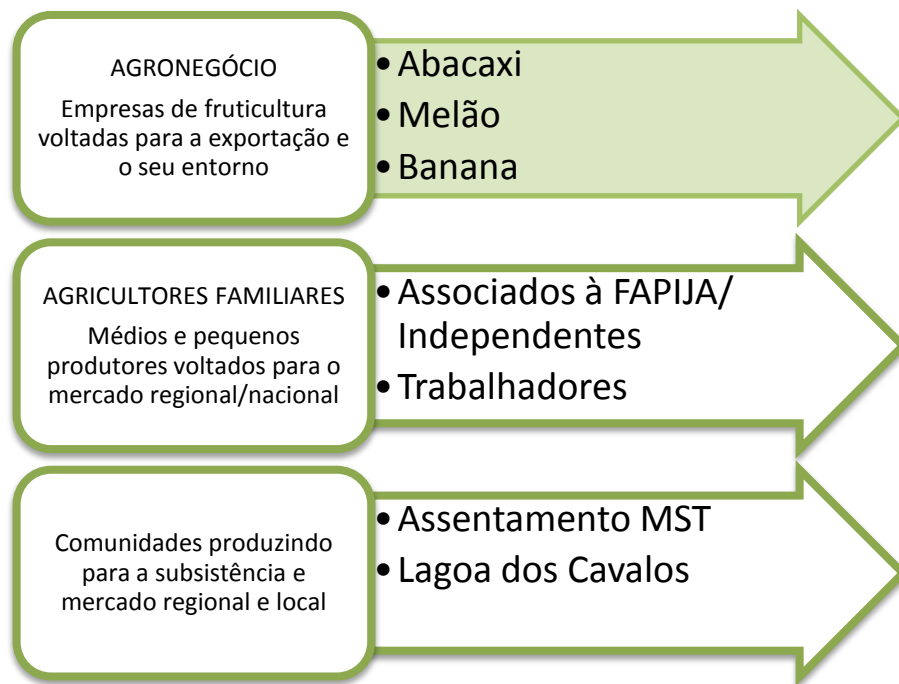 AGRONEGÓCIO
Empresas de fruticultura
voltadas para a exportação e
o seu entorno
• Abacaxi
• Melão
• Banana
AGRICULTORES FAMILIARES
Médios e pequenos
produtores voltados para o
mercado regional/nacional
• Associados à FAPIJA/
Independentes
• Trabalhadores
Comunidades produzindo
para a subsistência e
mercado regional e local
• Assentamento MST
• Lagoa dos Cavalos